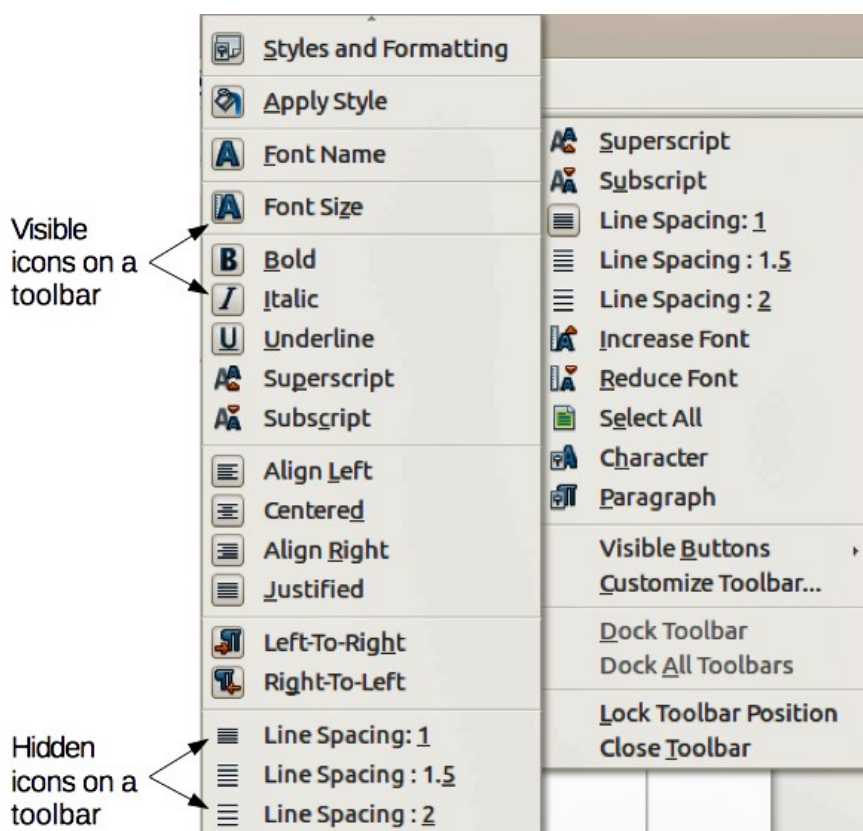 Visible
icons on a
toolbar
Hidden
icons on a
toolbar
Styles and Formatting
Apply Style
Font Name
Font Size
Bold
Italic
Underline
Superscript
Subscript
Align Left
Centered
Align Right
Justified
Left-To-Right
Right-To-Left
Line Spacing: 1
Line Spacing : 1.5
Line Spacing : 2
Superscript
Subscript
Line Spacing: 1
Line Spacing : 1.5
Line Spacing : 2
Increase Font
Reduce Font
Select All
Character
Paragraph
Visible Buttons
Customize Toolbar...
Dock Toolbar
Dock All Toolbars
Lock Toolbar Position
Close Toolbar